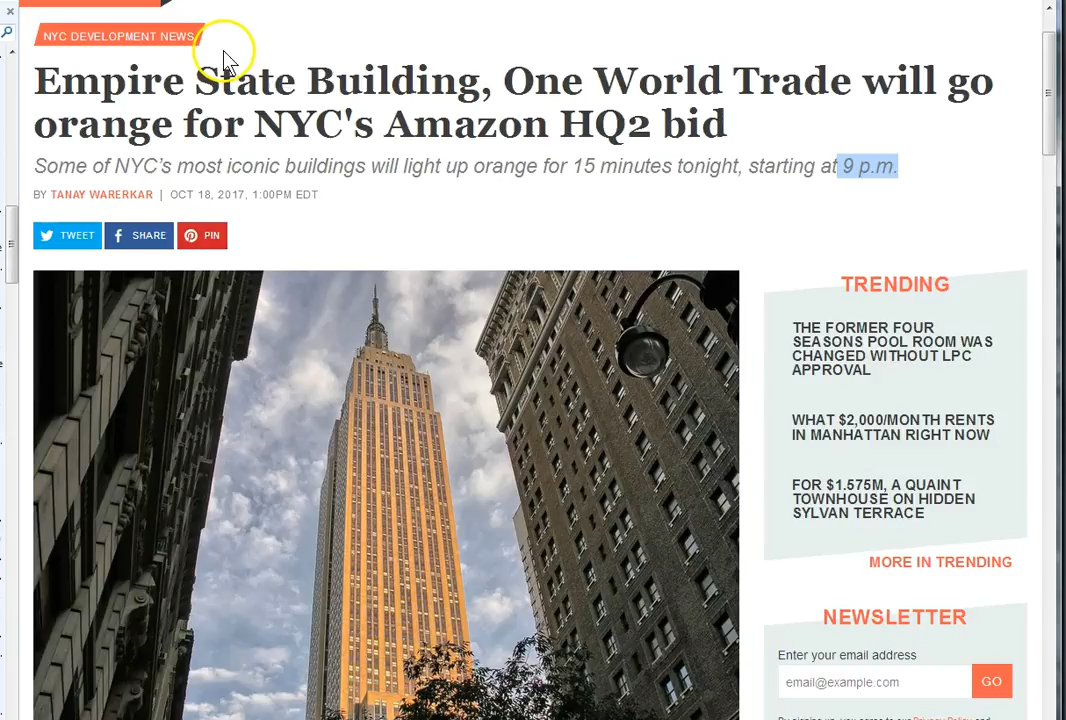 NYC DEVELOPMENT NEWS
Empire State Building, One World Trade will go
orange for NYC's Amazon HQ2 bid
Some of NYC's most iconic buildings will light up orange for 15 minutes tonight, starting at 9 p.m.
BY TANAY WARERKAR | OCT 18, 2017, 1:00PM EDT
TWEET SHARE PIN
TRENDING
THE FORMER FOUR
SEASONS POOL ROOM WAS
CHANGED WITHOUT LPC
APPROVAL
WHAT $2,000/MONTH RENTS
IN MANHATTAN RIGHT NOW
FOR $1.575M, A QUAINT
TOWNHOUSE ON HIDDEN
SYLVAN TERRACE
MORE IN TRENDING
NEWSLETTER
Enter your email address
email@example.com GO